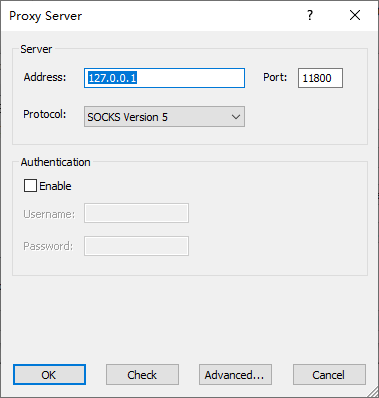 Proxy Server
Server
Address: 127.0.0.1 Port: 11800
Protocol: SOCKS Version 5
Authentication
Enable
Username:
Password:
OK Check Advanced... Cancel